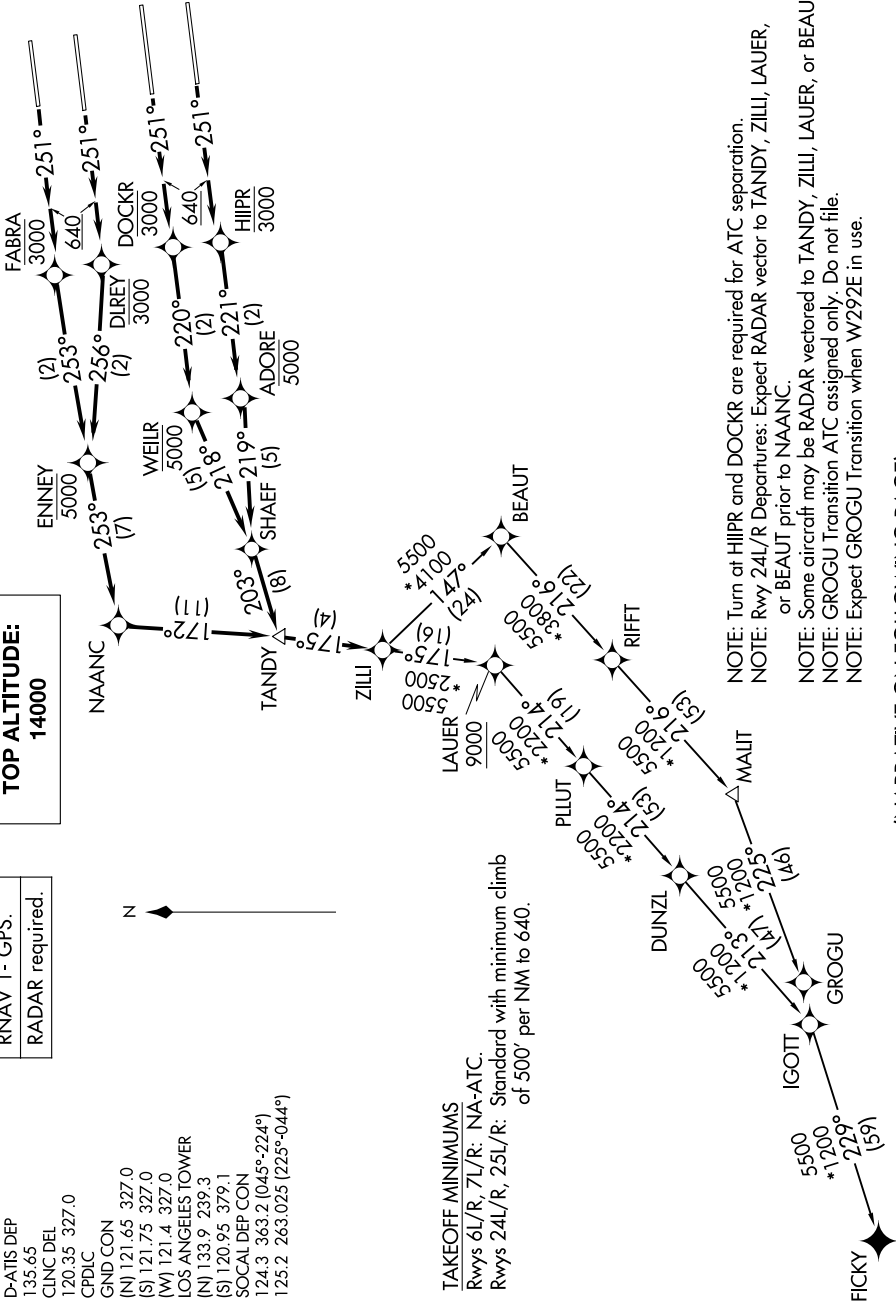 D-ATIS DEP
135.65
CLNC DEL
120.35 327.0
CPDLC
GND CON
(N) 121.65 327.0
(S) 121.75 327.0
(W) 121.4 327.0
LOS ANGELES TOWER
(N) 133.9 239.3
(S) 120.95 379.1
SOCAL DEP CON
124.3 363.2 (045°-224°)
125.2 263.025 (225°-044°)
RNAV 1 - GPS.
RADAR required.
TOP ALTITUDE:
14000
N
FABRA
3000
251°
640
251°
DLREY
3000
DOCKR
3000
251°
640
251°
HIIPR
3000
(2)
253°
256°
(2)
220°
(2)
221°
(2)
ENNEY
5000
WEILR
5000
ADORE
5000
253°
(7)
(5)
218°
219°
(5)
SHAEF
203°
(8)
NAANC
172°
(11)
TANDY
175°
(4)
ZILLI
5500
*4100
147°
(24)
BEAUT
5500
*2500
175°
(16)
LAUER
9000
5500
*3800
216°
(22)
RIFFT
5500
*2200
214°
(19)
PLLUT
5500
*1200
216°
(53)
MALIT
5500
*2200
214°
(53)
DUNZL
5500
*1200
225°
(46)
GROGU
5500
*1200
213°
(47)
IGOTT
5500
*1200
229°
(59)
FICKY
TAKEOFF MINIMUMS
Rwys 6L/R, 7L/R: NA-ATC.
Rwys 24L/R, 25L/R: Standard with minimum climb
of 500' per NM to 640.
NOTE: Turn at HIIPR and DOCKR are required for ATC separation.
NOTE: Rwy 24L/R Departures: Expect RADAR vector to TANDY, ZILLI, LAUER,
or BEAUT prior to NAANC.
NOTE: Some aircraft may be RADAR vectored to TANDY, ZILLI, LAUER, or BEAU
NOTE: GROGU Transition ATC assigned only. Do not file.
NOTE: Expect GROGU Transition when W292E in use.